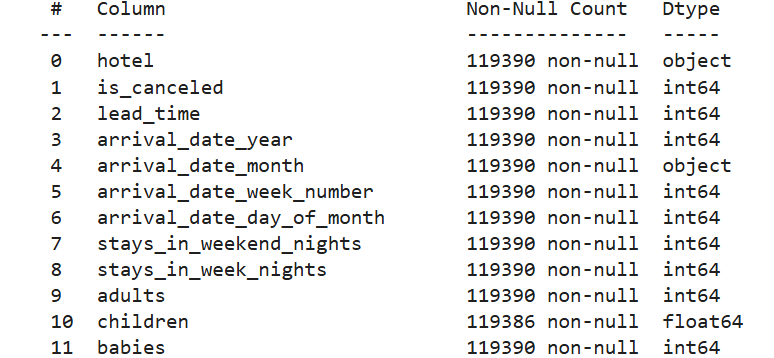 #   Column                          Non-Null Count   Dtype
---  ------                          --------------   -----
0   hotel                           119390 non-null  object
1   is_canceled                     119390 non-null  int64
2   lead_time                       119390 non-null  int64
3   arrival_date_year               119390 non-null  int64
4   arrival_date_month              119390 non-null  object
5   arrival_date_week_number        119390 non-null  int64
6   arrival_date_day_of_month       119390 non-null  int64
7   stays_in_weekend_nights         119390 non-null  int64
8   stays_in_week_nights            119390 non-null  int64
9   adults                          119390 non-null  int64
10  children                        119386 non-null  float64
11  babies                          119390 non-null  int64